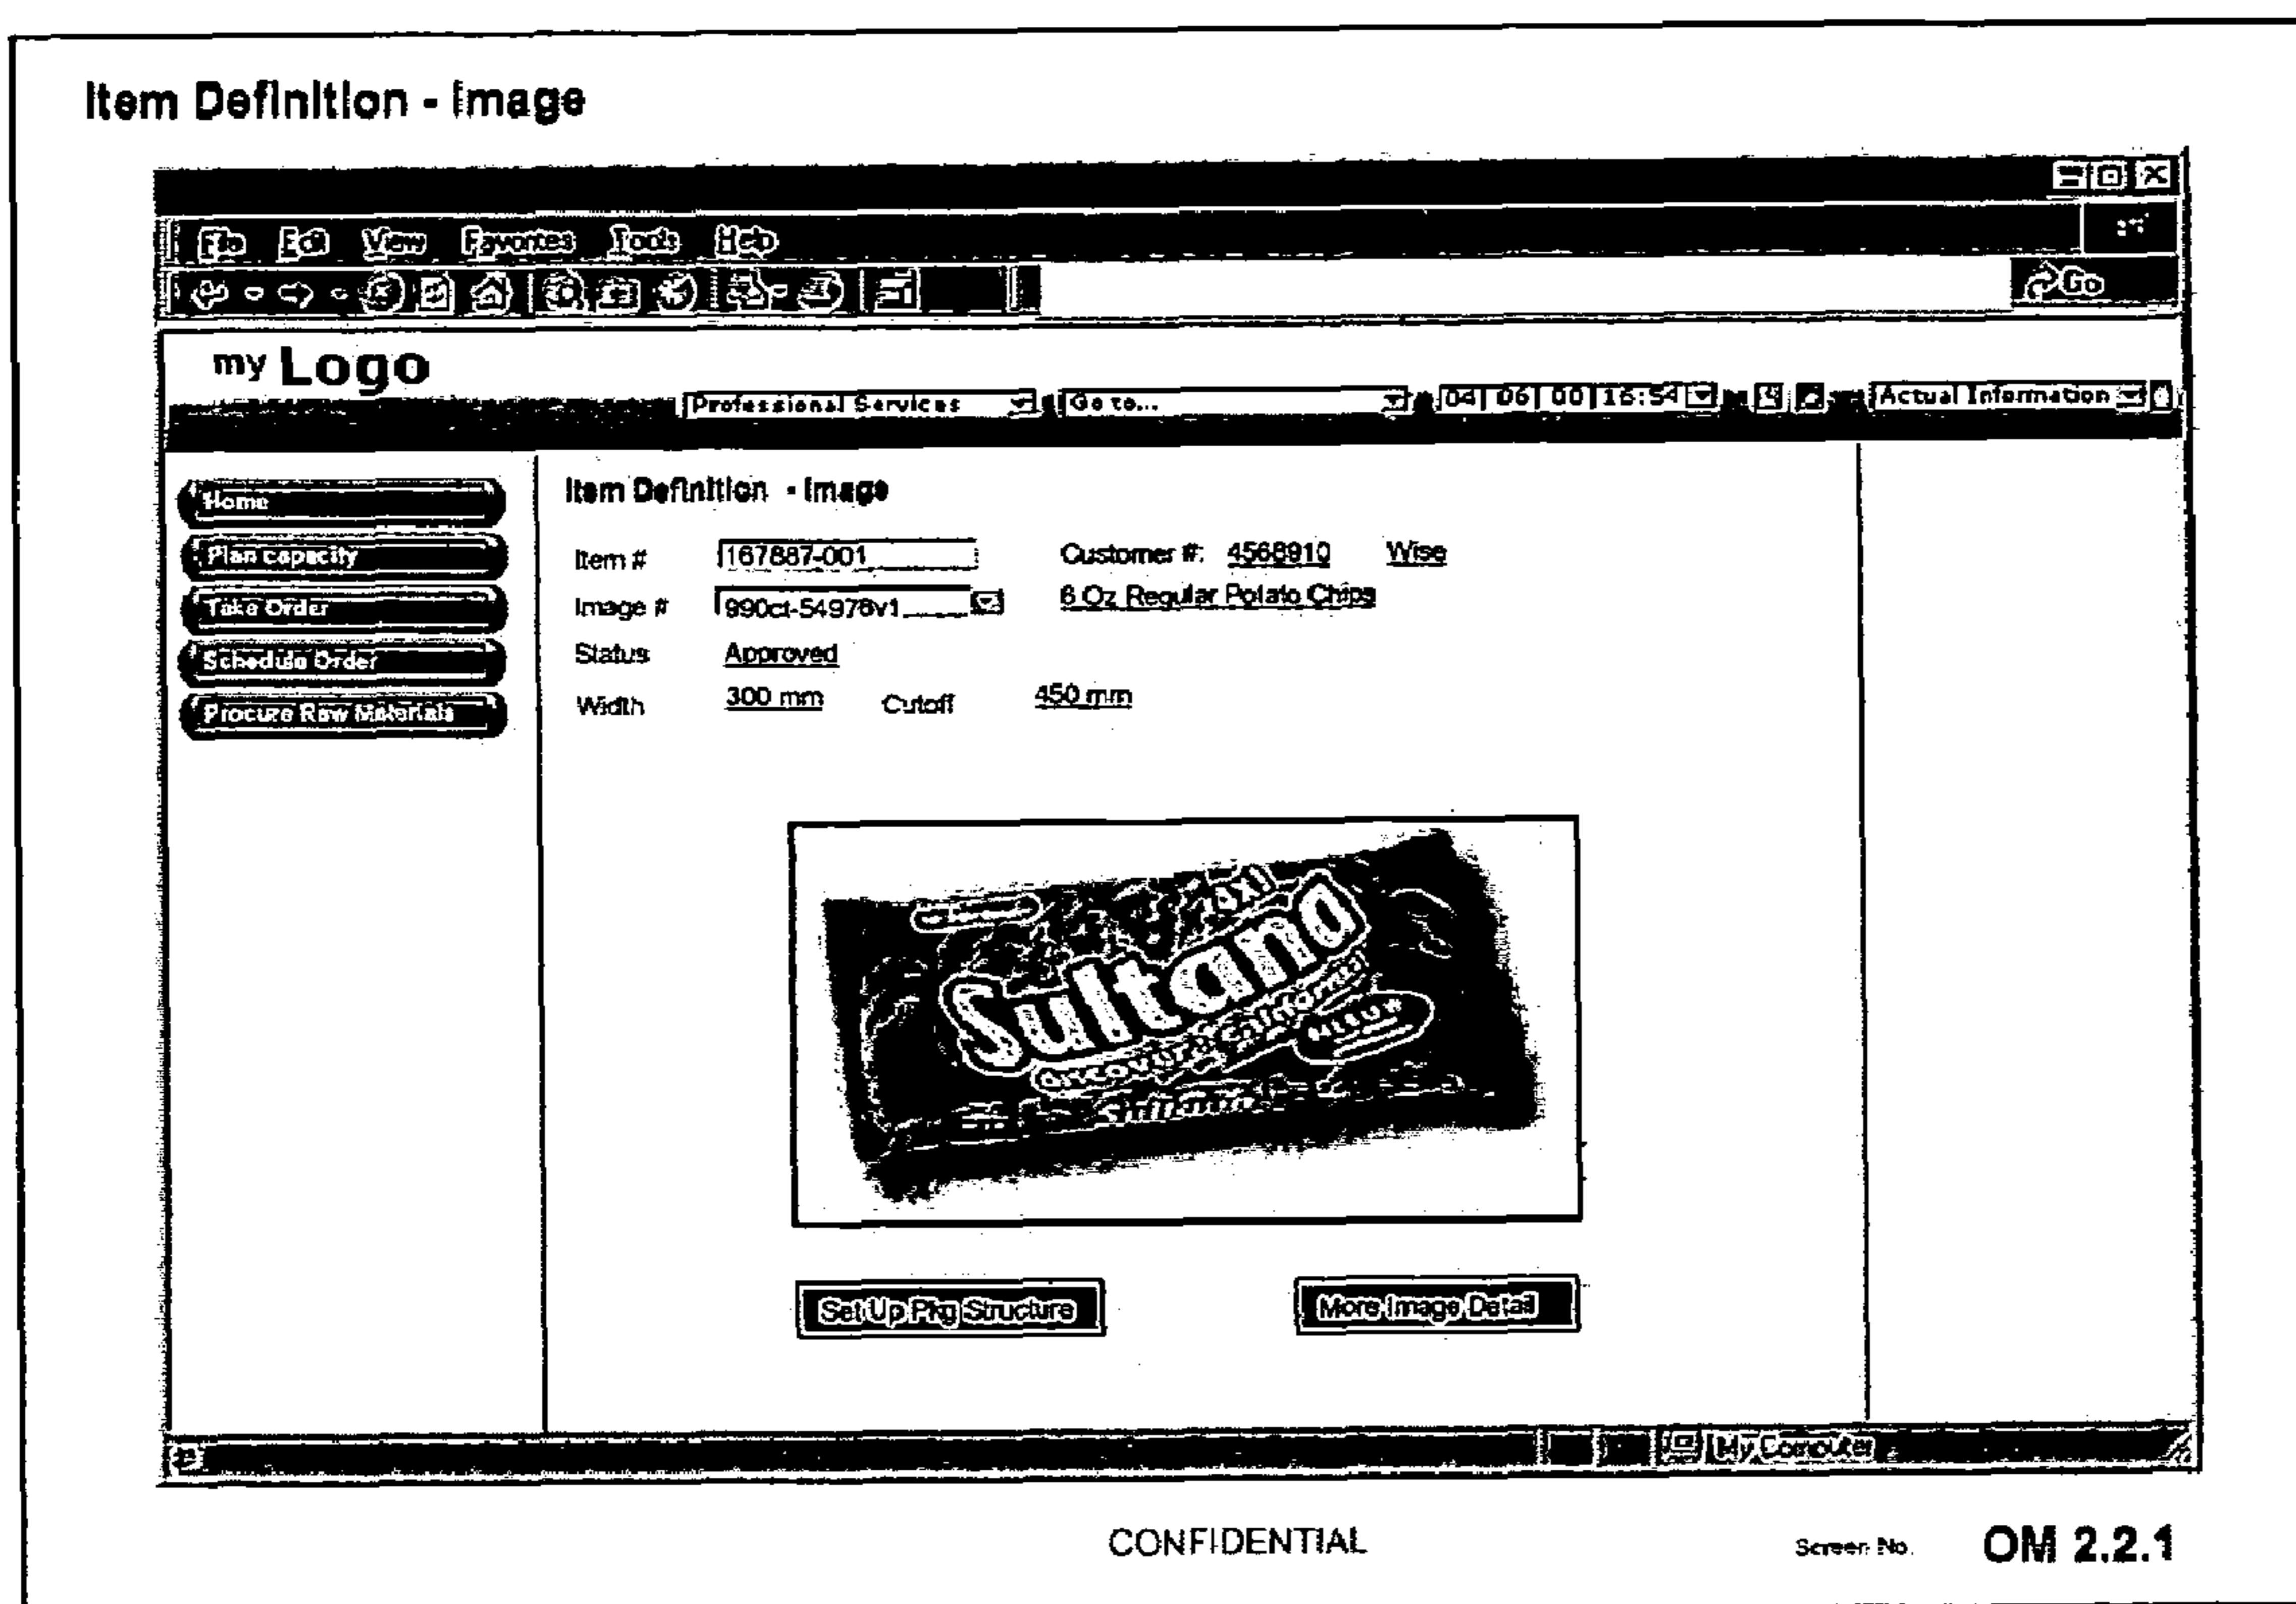 Item Definition - Image
File Edit View Favorites Tools Help
Go
my Logo
Professional Services Go to... 04 06 00 16:54 Actual Information
Home
Plan capacity
Take Order
Schedule Order
Procure Raw Materials
Item Definition - Image
Item # 167887-001 Customer #: 4568910 Wise
Image # 990ct-54978v1 6 Oz Regular Potato Chips
Status Approved
Width 300 mm Cutoff 450 mm
MAXI
Sultana
Set Up Pkg Structure More Image Detail
My Computer
CONFIDENTIAL Screen No. OM 2.2.1